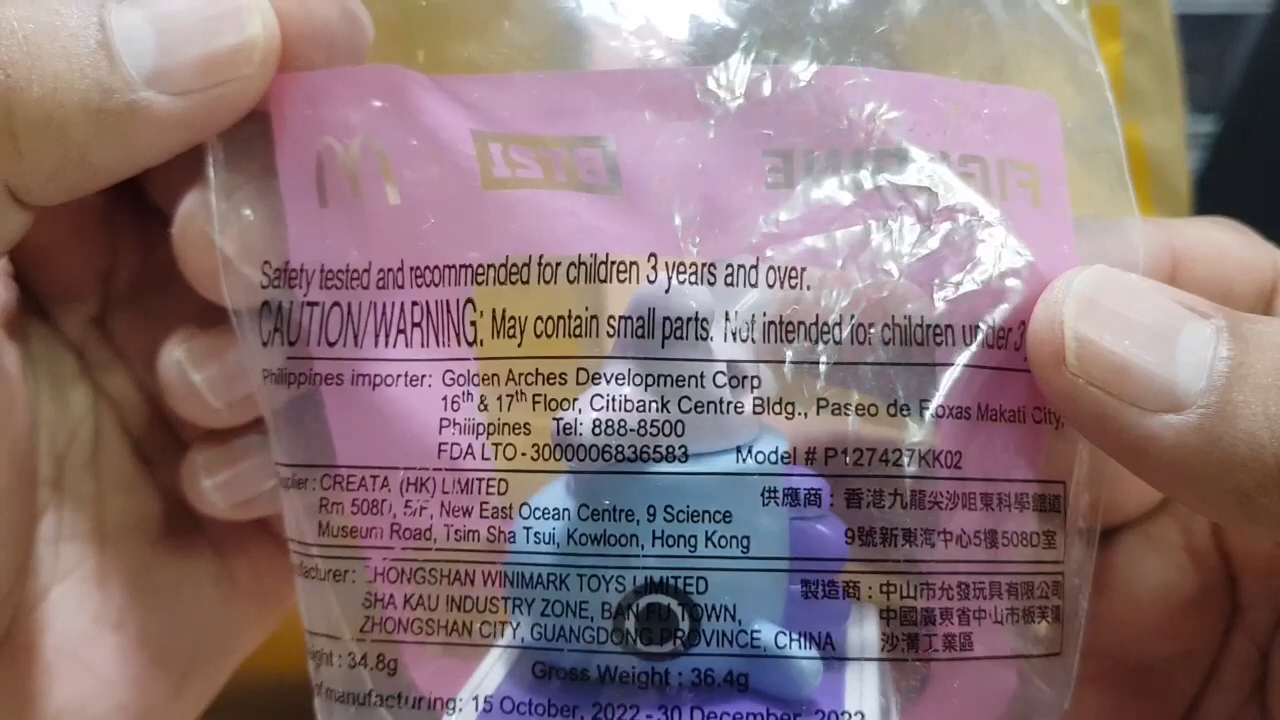 BT21
Safety tested and recommended for children 3 years and over.
CAUTION/WARNING: May contain small parts. Not intended for children under 3
Philippines importer: Golden Arches Development Corp
16th & 17th Floor, Citibank Centre Bldg., Paseo de Roxas Makati City,
Philippines Tel: 888-8500
FDA LTO - 3000006836583 Model # P127427KK02
CREATA (HK) LIMITED
Rm 508D, 5/F, New East Ocean Centre, 9 Science
Museum Road, Tsim Sha Tsui, Kowloon, Hong Kong
供應商 : 香港九龍尖沙咀東科學館道
9號新東海中心5樓508D室
ZHONGSHAN WINIMARK TOYS LIMITED
SHA KAU INDUSTRY ZONE, BAN FU TOWN,
ZHONGSHAN CITY, GUANGDONG PROVINCE, CHINA
製造商 : 中山市允發玩具有限公司
中國廣東省中山市板芙鎮
沙溝工業區
: 34.8g Gross Weight : 36.4g
of manufacturing: 15 October, 2022 - 30 December, 2022